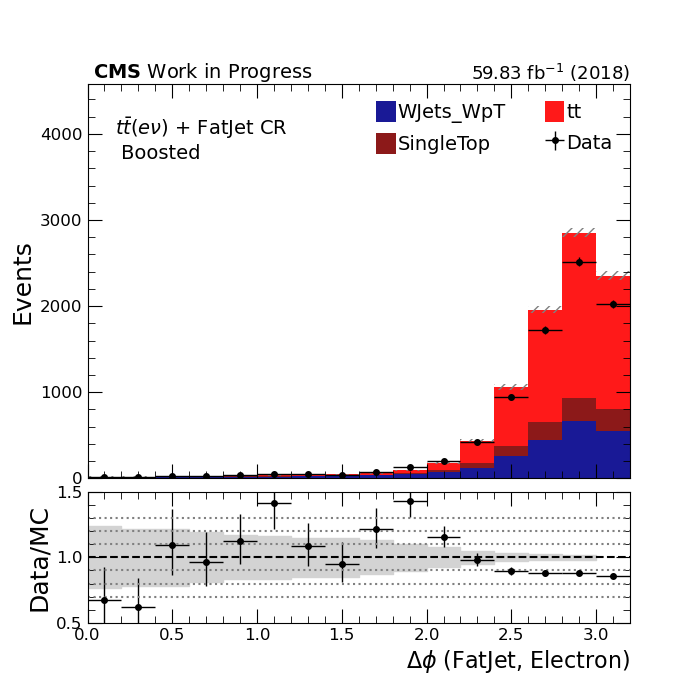 CMS Work in Progress 59.83 fb⁻¹ (2018)
tt̄(eν) + FatJet CR
Boosted
WJets_WpT tt
SingleTop Data
Events
4000
3000
2000
1000
0
Data/MC
1.5
1.0
0.5
0.0 0.5 1.0 1.5 2.0 2.5 3.0
Δϕ (FatJet, Electron)